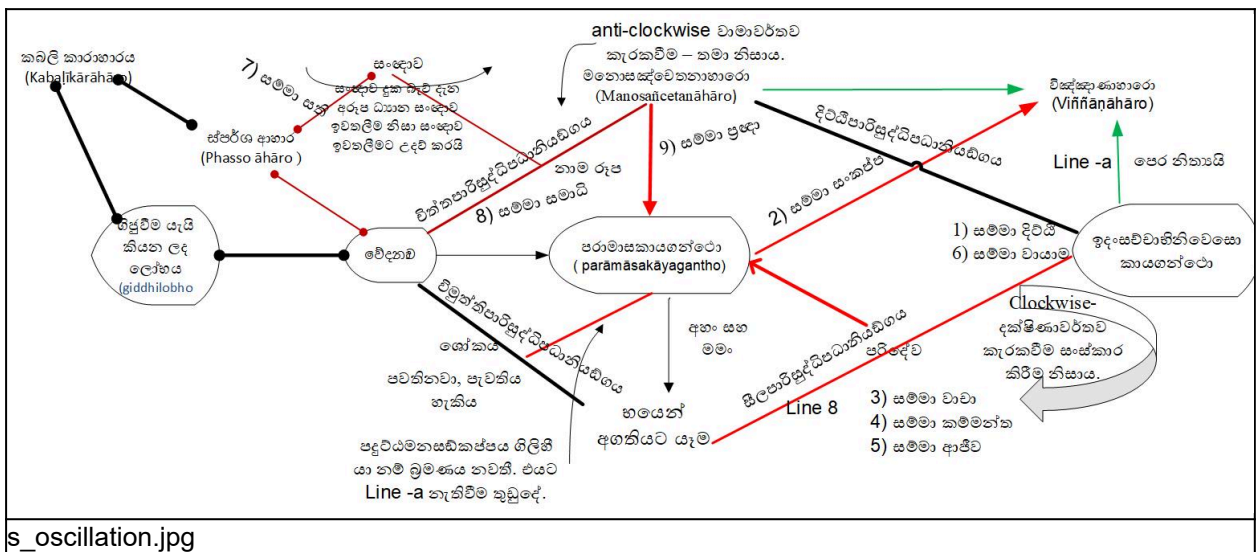 කබලි කාරාහාරය
(Kabaḷīkārāhāro)
ස්පර්ශ ආහාර
(Phasso āhāro )
ගිජුවීම යැයි
කියන ලද
ලෝභය
(giddhilobho
7) සම්මා සති
සංඥාව
සංඥාව දුක බැව් දැන
අරූප ධ්‍යාන සංඥාව
ඉවතලීම නිසා සංඥාව
ඉවතලීමට උදව් කරයි
වේදනාව
චිත්තපාරිසුද්ධිපධානියඞ්ගය
8) සම්මා සමාධි
නාම රූප
anti-clockwise වාමාවර්තව
කැරකවීම – තමා නිසාය.
මනොසඤ්චේතනාහාරො
(Manosañcetanāhāro)
9) සම්මා ප්‍රඥා
2) සම්මා සංකප්ප
දිට්ඨිපාරිසුද්ධිපධානියඞ්ගය
විඤ්ඤාණාහාරො
(Viññāṇāhāro)
Line -a
පෙර නිත්‍යයි
පරාමාසකායගන්ථො
( parāmāsakāyagantho)
1) සම්මා දිට්ඨි
6) සම්මා වායාම
ඉදංසච්චාභිනිවෙසො
කායගන්ථො
විමුත්තිපාරිසුද්ධිපධානියඞ්ගය
ශෝකය
පවතිනවා, පැවතිය
හැකිය
අහං සහ
මමං
භයෙන්
අගතියට යෑම
පදුට්ඨමනසඞ්කප්පය ගිලිහී
යා නම් භ්‍රමණය නවතී. එයට
Line -a නැතිවීම තුඩුදේ.
සීලපාරිසුද්ධිපධානියඞ්ගය
Line 8
පරිදේව
3) සම්මා වාචා
4) සම්මා කම්මන්ත
5) සම්මා ආජීව
Clockwise-
දක්ෂිණාවර්තව
කැරකවීම සංස්කාර
කිරීම නිසාය.
s_oscillation.jpg